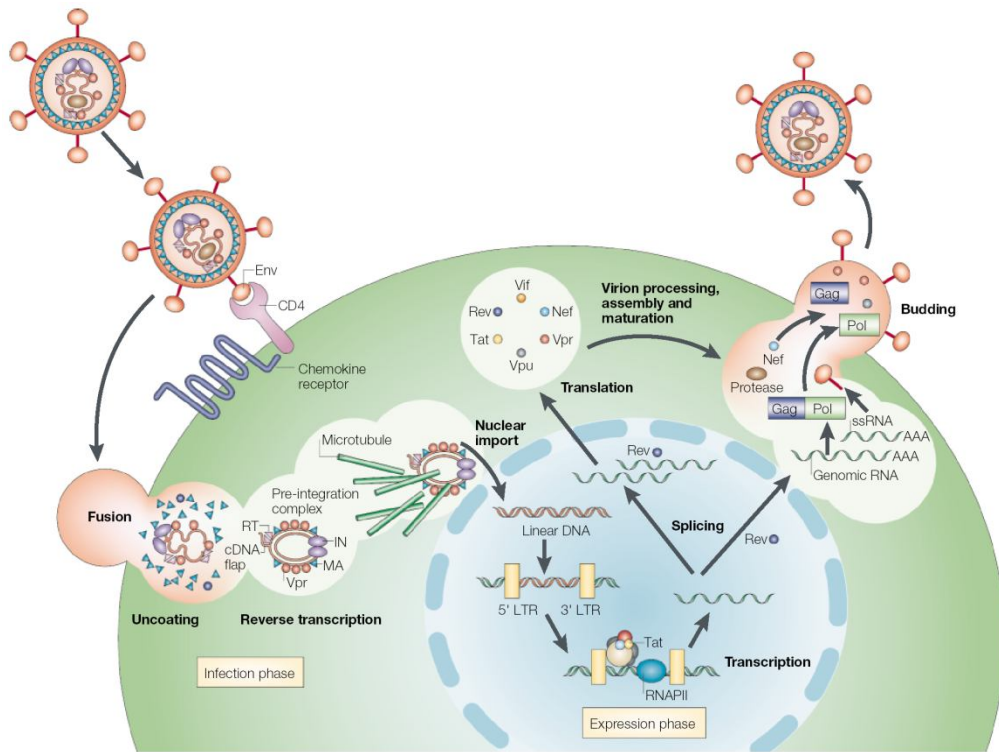 Env
CD4
Chemokine
receptor
Fusion
Uncoating
Microtubule
Pre-integration
complex
RT
cDNA
flap
IN
MA
Vpr
Reverse transcription
Infection phase
Nuclear
import
Linear DNA
5' LTR
3' LTR
Tat
RNAPII
Transcription
Expression phase
Splicing
Rev
Rev
Translation
Vif
Rev
Nef
Tat
Vpr
Vpu
Virion processing,
assembly and
maturation
Gag
Pol
Nef
Protease
Gag
Pol
ssRNA
AAA
AAA
Genomic RNA
Budding